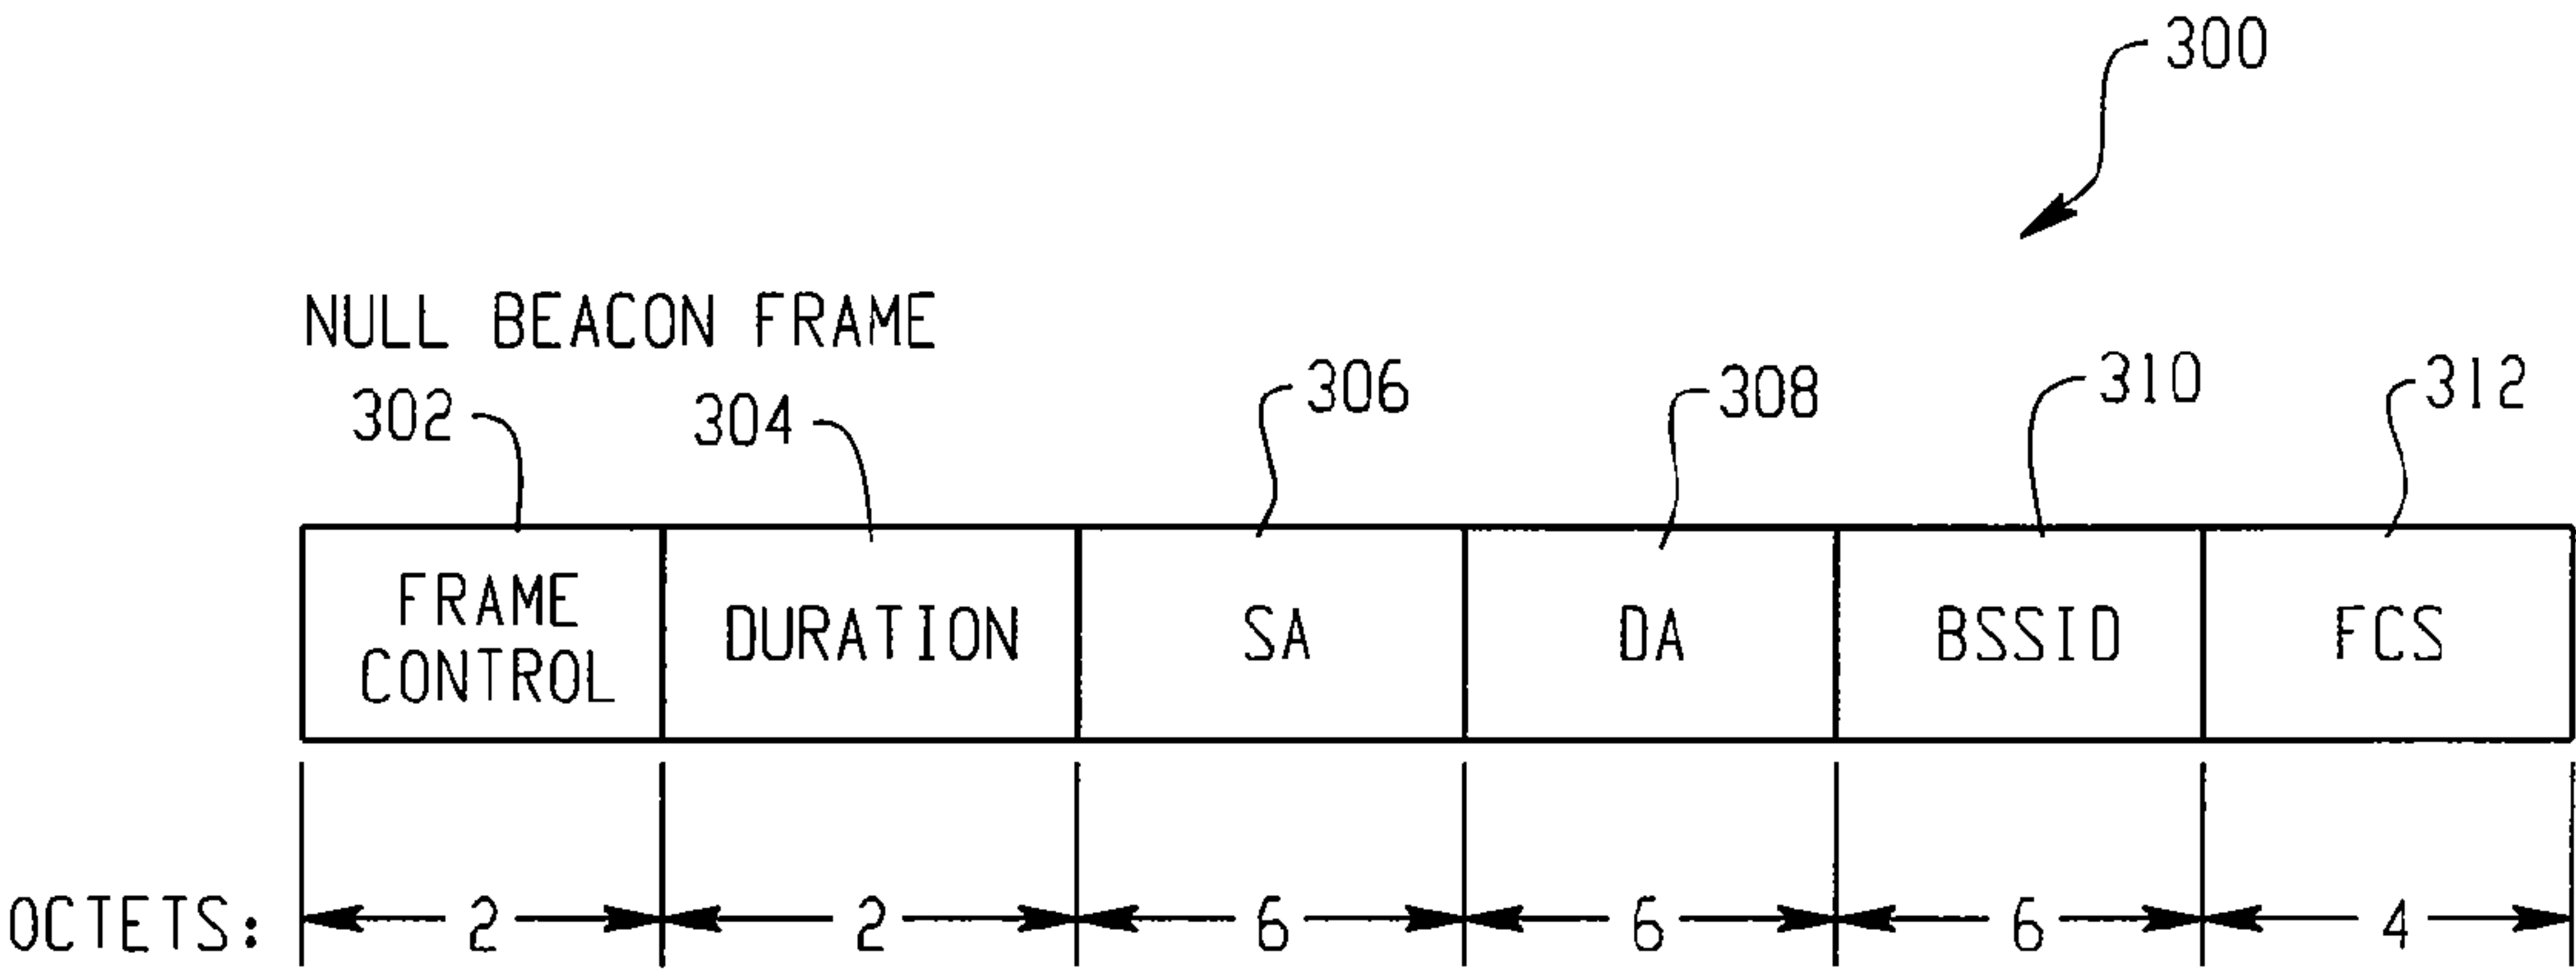 300
NULL BEACON FRAME
302 304 306 308 310 312
FRAME CONTROL DURATION SA DA BSSID FCS
OCTETS: 2 2 6 6 6 4